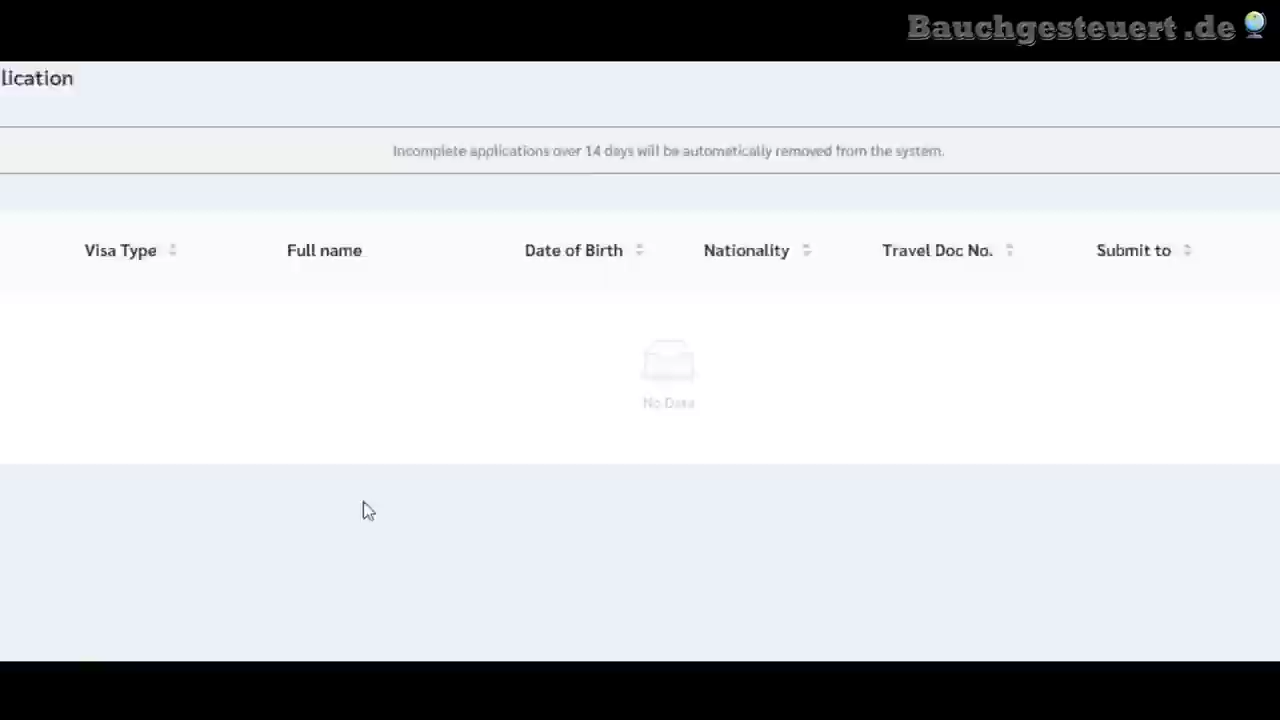 Bauchgesteuert.de
lication
Incomplete applications over 14 days will be automatically removed from the system.
Visa Type Full name Date of Birth Nationality Travel Doc No. Submit to
No Data